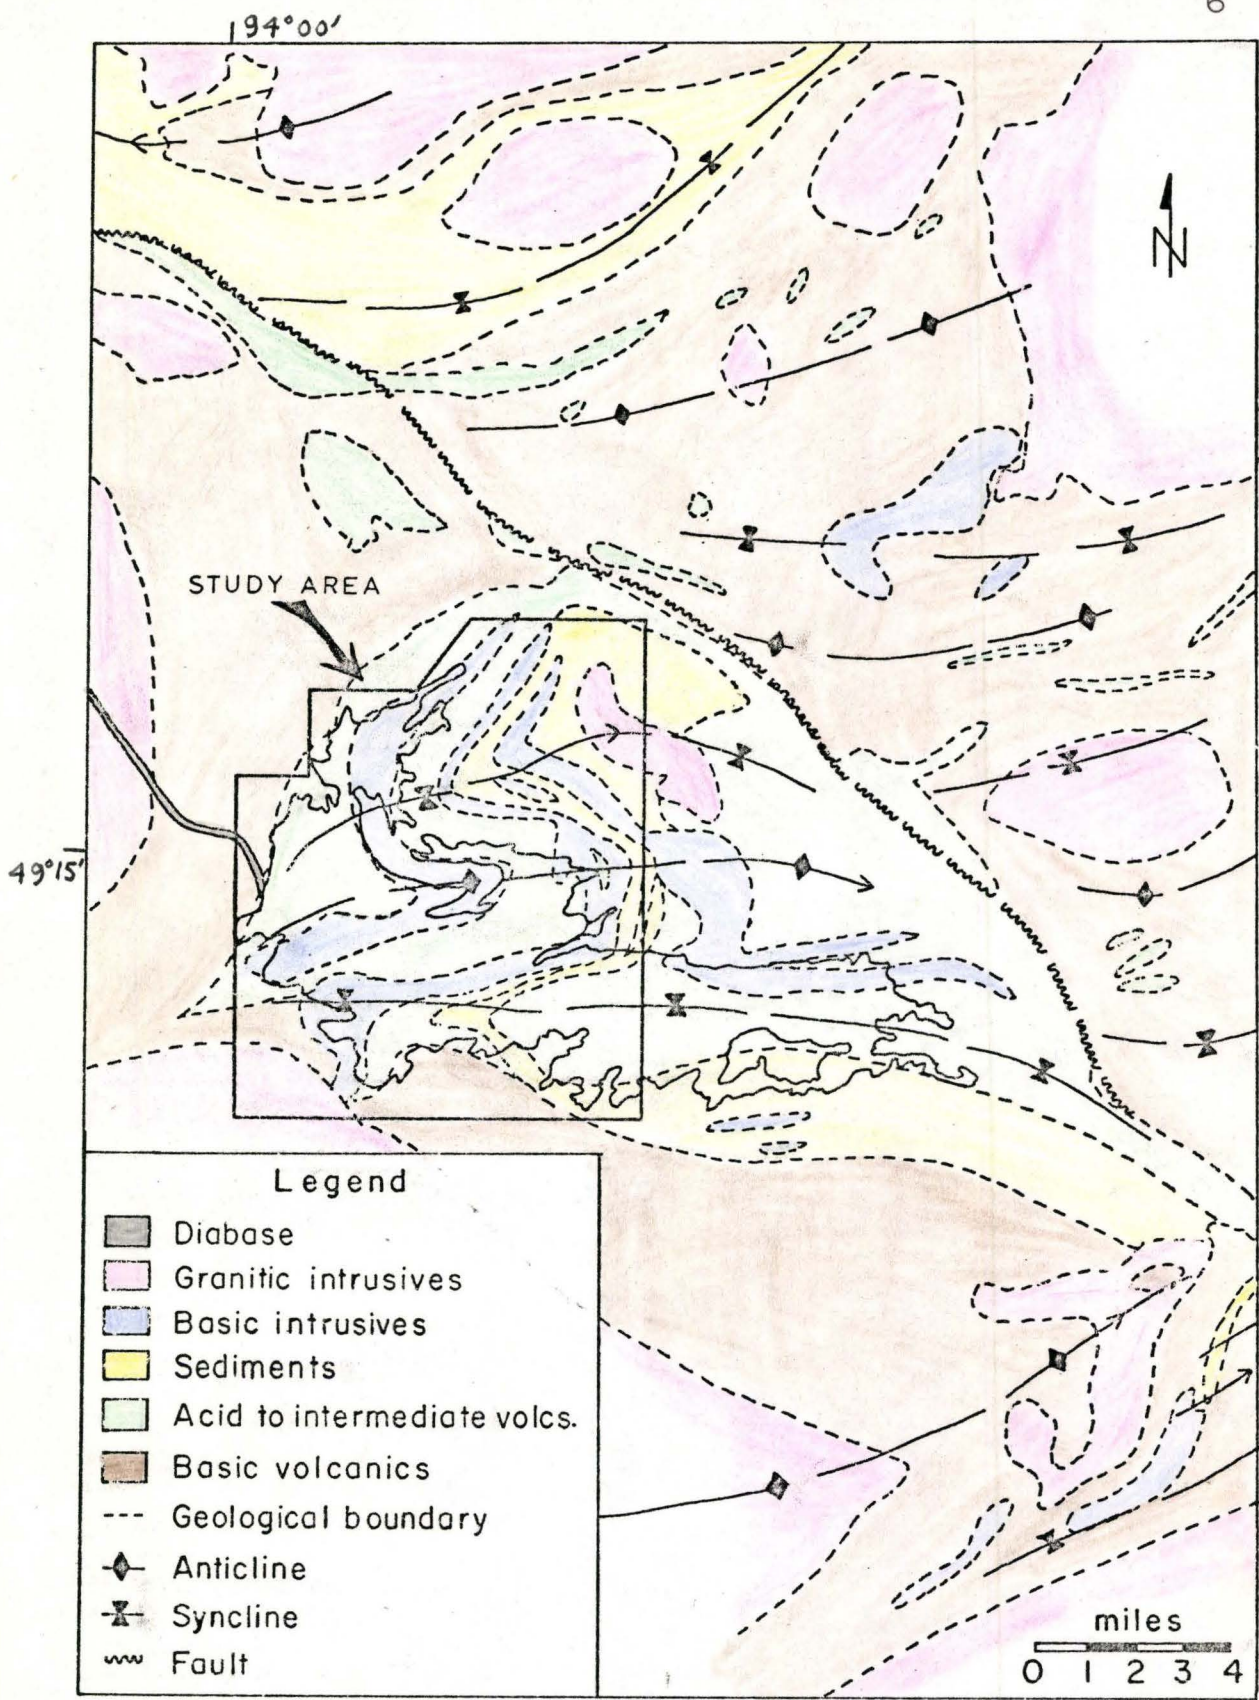 6
94°00'
N
STUDY AREA
49°15'
Legend
Diabase
Granitic intrusives
Basic intrusives
Sediments
Acid to intermediate volcs.
Basic volcanics
Geological boundary
Anticline
Syncline
Fault
miles
0 1 2 3 4